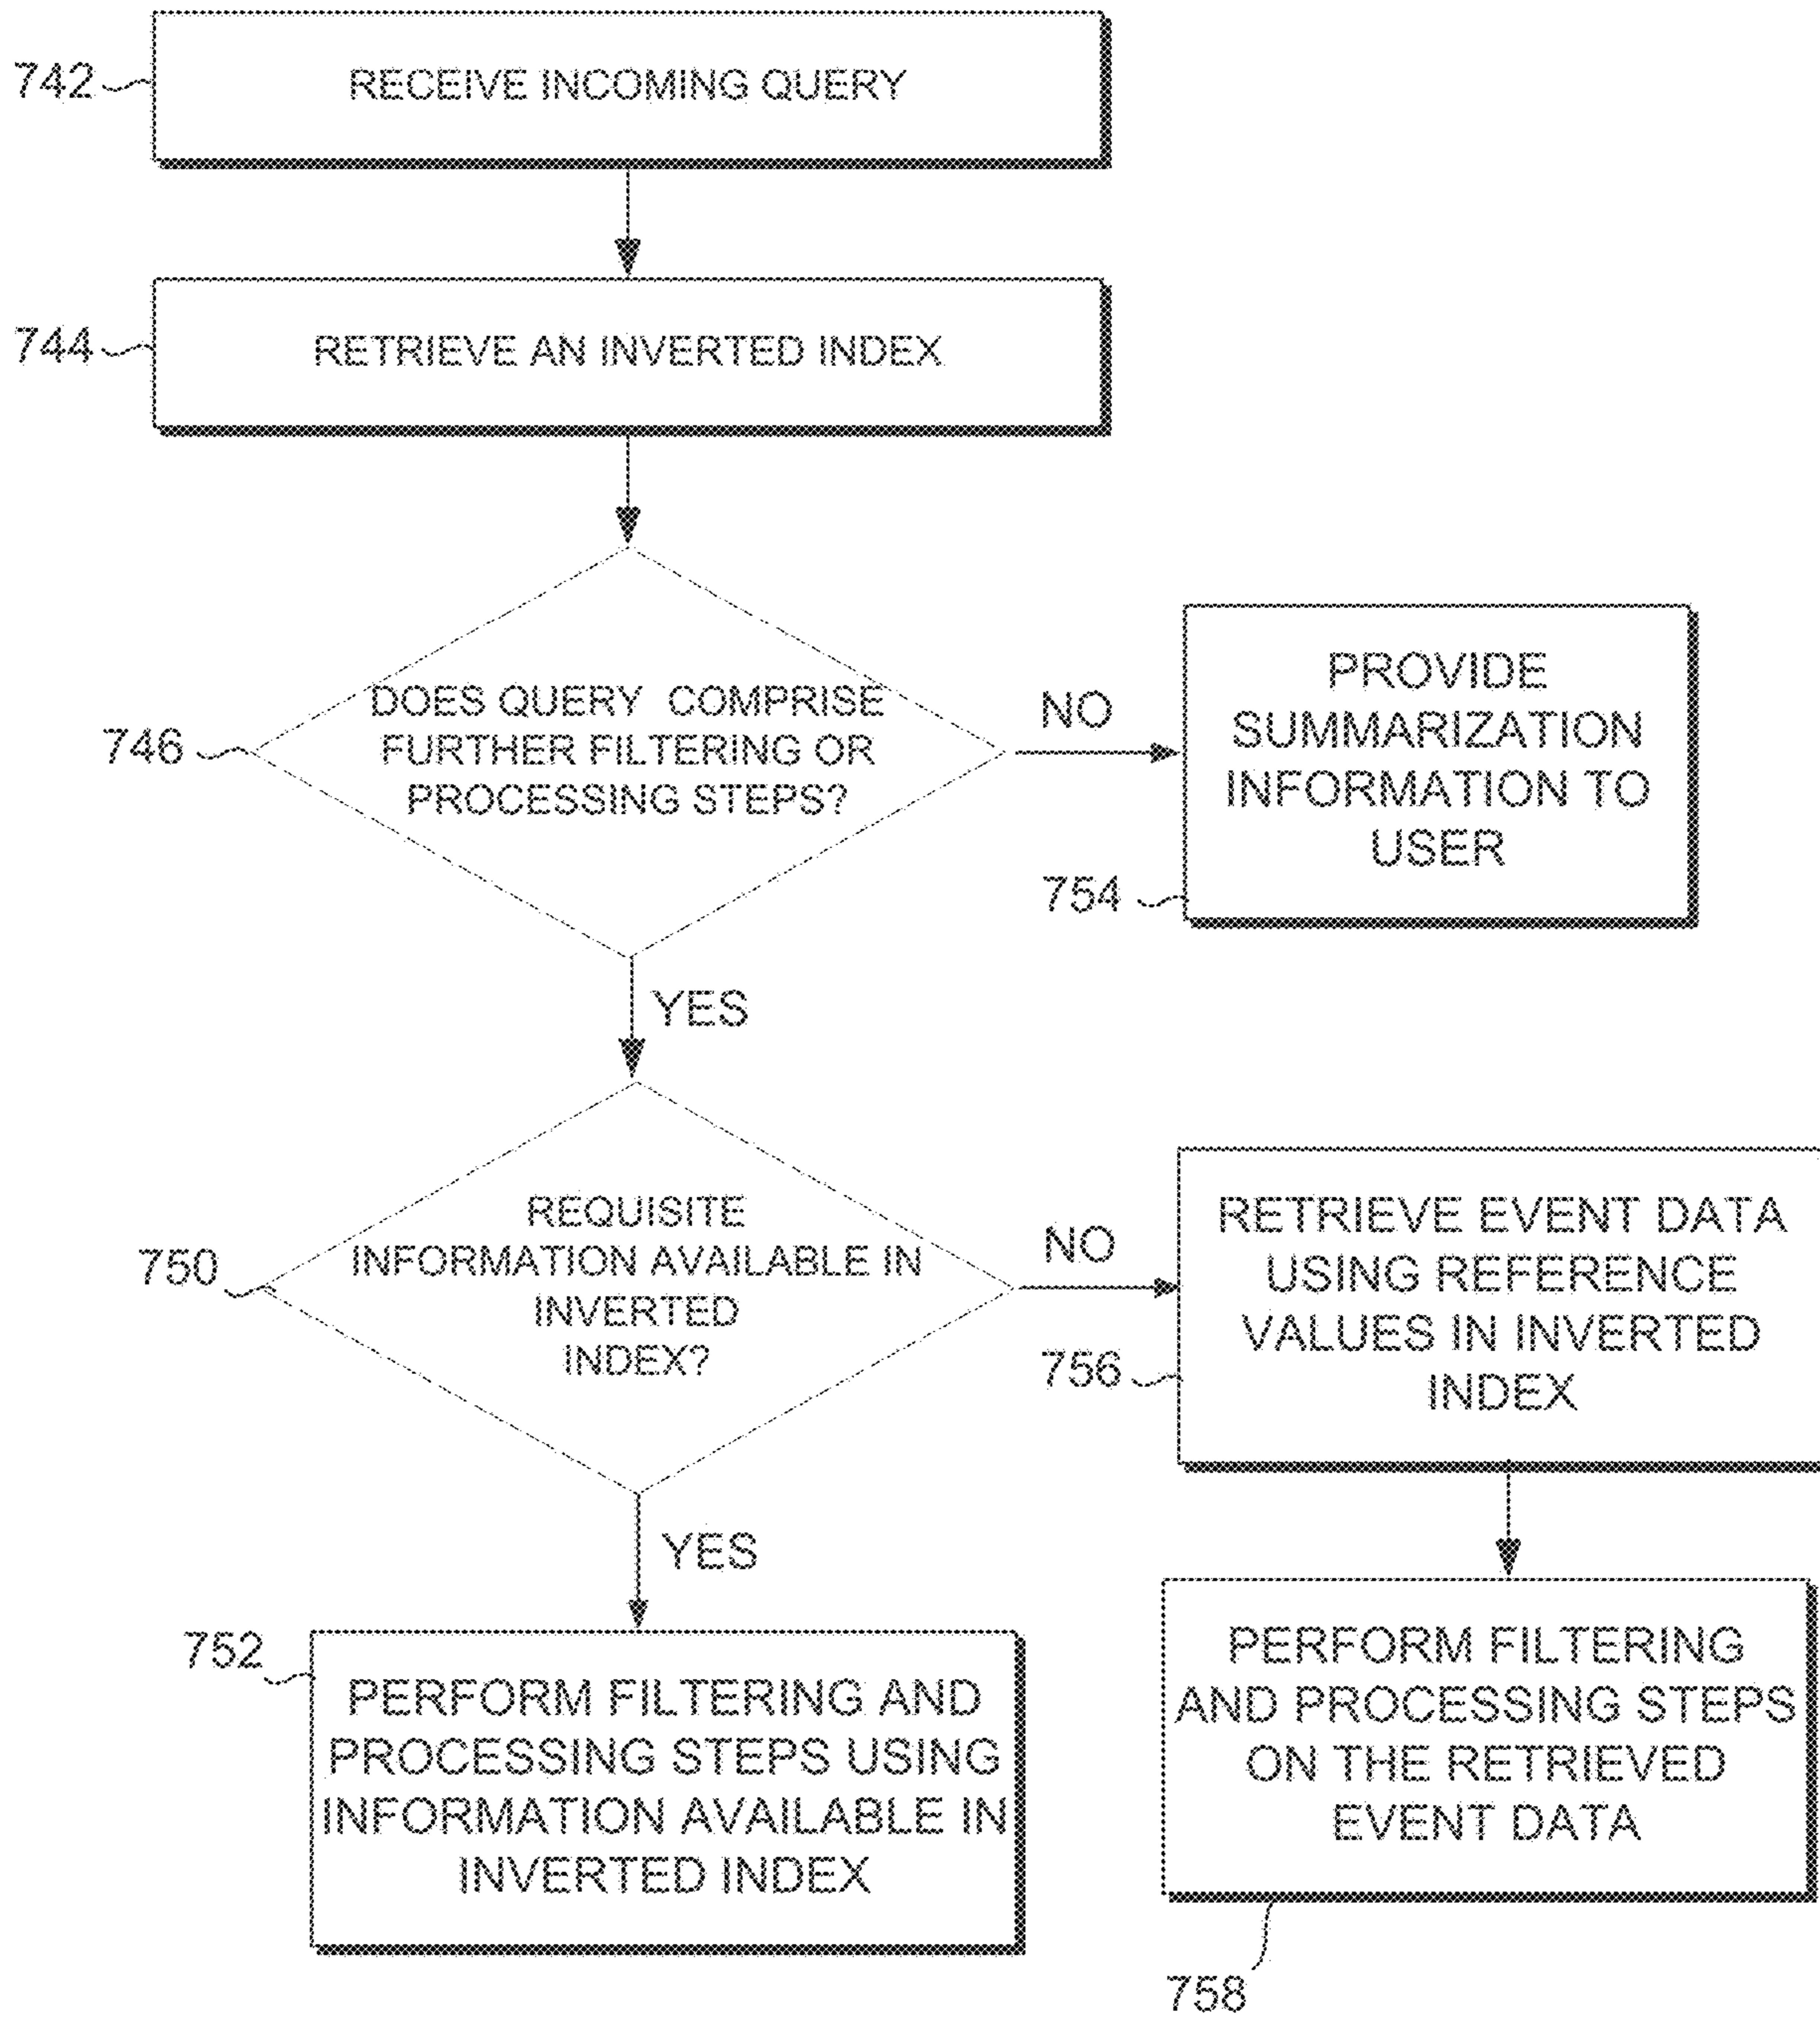 742
RECEIVE INCOMING QUERY
744
RETRIEVE AN INVERTED INDEX
746
DOES QUERY COMPRISE
FURTHER FILTERING OR
PROCESSING STEPS?
NO
PROVIDE
SUMMARIZATION
INFORMATION TO
USER
754
YES
750
REQUISITE
INFORMATION AVAILABLE IN
INVERTED
INDEX?
NO
RETRIEVE EVENT DATA
USING REFERENCE
VALUES IN INVERTED
INDEX
756
YES
752
PERFORM FILTERING AND
PROCESSING STEPS USING
INFORMATION AVAILABLE IN
INVERTED INDEX
PERFORM FILTERING
AND PROCESSING STEPS
ON THE RETRIEVED
EVENT DATA
758